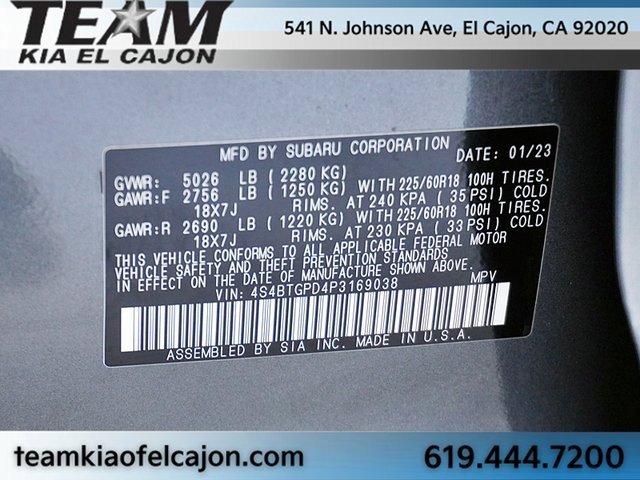 TEAM
KIA EL CAJON
541 N. Johnson Ave, El Cajon, CA 92020
MFD BY SUBARU CORPORATION DATE: 01/23
GVWR: 5026 LB (2280 KG)
GAWR:F 2756 LB (1250 KG) WITH 225/60R18 100H TIRES.
18X7J RIMS. AT 240 KPA (35 PSI) COLD
GAWR:R 2690 LB (1220 KG) WITH 225/60R18 100H TIRES.
18X7J RIMS. AT 230 KPA (33 PSI) COLD
THIS VEHICLE CONFORMS TO ALL APPLICABLE FEDERAL MOTOR
VEHICLE SAFETY AND THEFT PREVENTION STANDARDS
IN EFFECT ON THE DATE OF MANUFACTURE SHOWN ABOVE.
VIN: 4S4BTGPD4P3169038 MPV
ASSEMBLED BY SIA INC. MADE IN U.S.A.
teamkiaofelcajon.com
619.444.7200